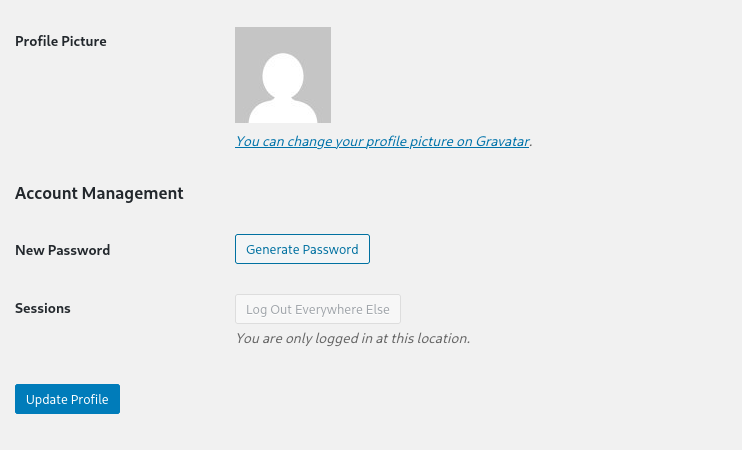 Profile Picture
You can change your profile picture on Gravatar.
Account Management
New Password
Generate Password
Sessions
Log Out Everywhere Else
You are only logged in at this location.
Update Profile